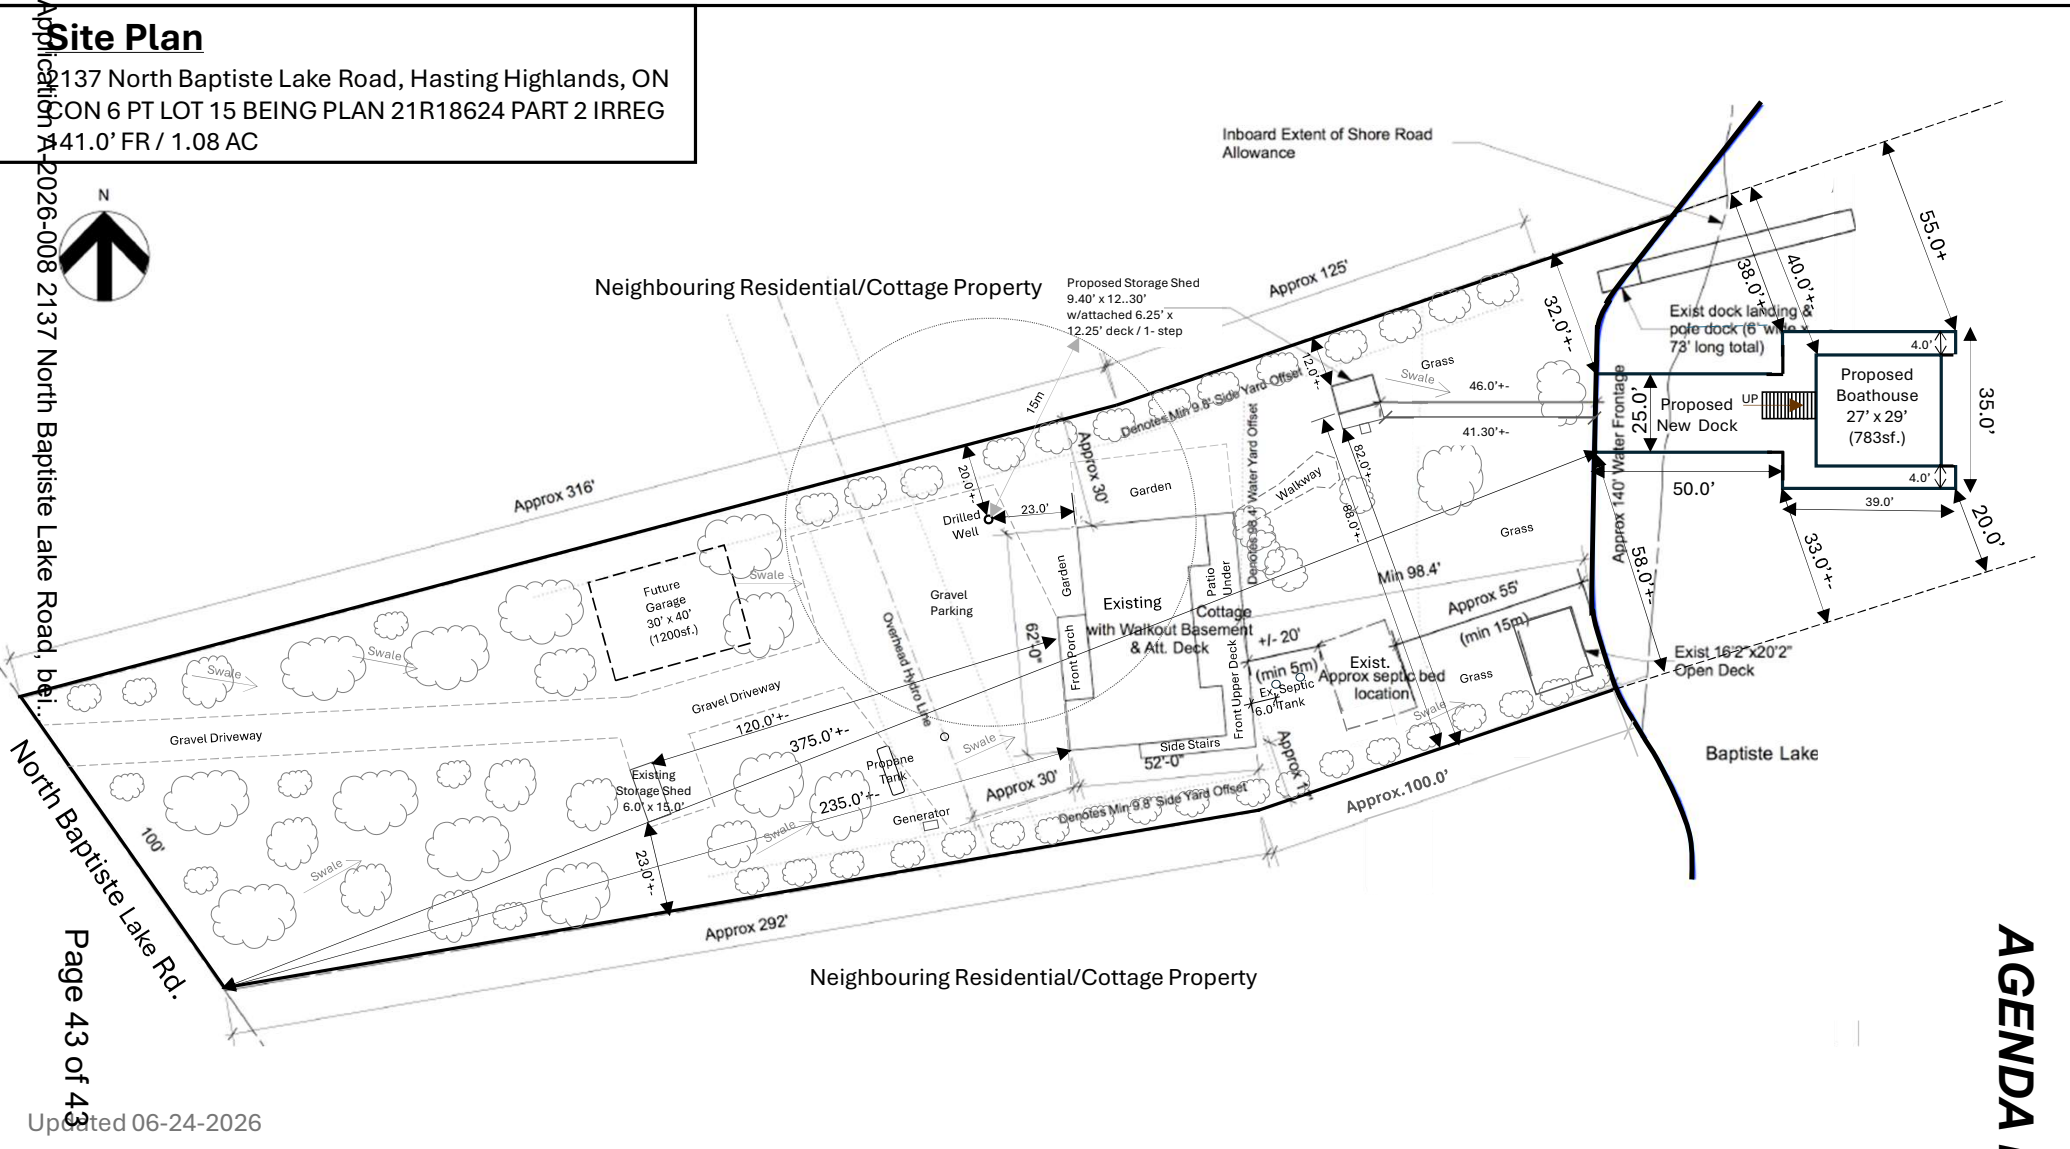 Site Plan
2137 North Baptiste Lake Road, Hasting Highlands, ON
CON 6 PT LOT 15 BEING PLAN 21R18624 PART 2 IRREG
141.0’ FR / 1.08 AC
Application A-2026-008 2137 North Baptiste Lake Road, bei..
N
Inboard Extent of Shore Road
Allowance
Neighbouring Residential/Cottage Property
Proposed Storage Shed
9.40’ x 12..30’
w/attached 6.25’ x
12.25’ deck / 1- step
Approx 125'
15m
Approx 316'
Denotes Min 9.8' Side Yard Offset
12.0’+-
32.0’+-
Grass
Swale
46.0’+-
41.30’+-
38.0’+-
40.0’+-
55.0+
Exist dock landing &
pole dock (6' wide x
73' long total)
4.0’
Proposed
Boathouse
27’ x 29’
(783sf.)
35.0’
UP
Proposed
New Dock
25.0’
4.0’
50.0’
39.0’
20.0’
33.0’+-
58.0’+-
Approx 140' Water Frontage
Denotes 98.4' Water Yard Offset
Walkway
82.0’+-
88.0’+-
Grass
Min 98.4'
Approx 55'
(min 15m)
Exist 16'2"x20'2"
Open Deck
Grass
Swale
Baptiste Lake
20.0’+-
Drilled
Well
23.0’
Approx 30'
Garden
Garden
Gravel
Parking
Patio
Under
Existing
Cottage
with Walkout Basement
& Att. Deck
Front Porch
Front Upper Deck
62'-0"
+/- 20'
(min 5m)
Ex. Septic
Tank
6.0’+-
Exist.
Approx septic bed
location
Side Stairs
52'-0"
Future
Garage
30’ x 40’
(1200sf.)
Swale
Swale
Swale
Overhead Hydro Line
Gravel Driveway
Gravel Driveway
120.0’+-
375.0’+-
235.0’+-
Propane
Tank
Swale
Approx 30'
Generator
Denotes Min 9.8' Side Yard Offset
Existing
Storage Shed
6.0’ x 15.0’
23.0’+-
Swale
Swale
Approx.100.0’
Approx 292'
100'
North Baptiste Lake Rd.
Neighbouring Residential/Cottage Property
Page 43 of 43
Updated 06-24-2026
AGENDA